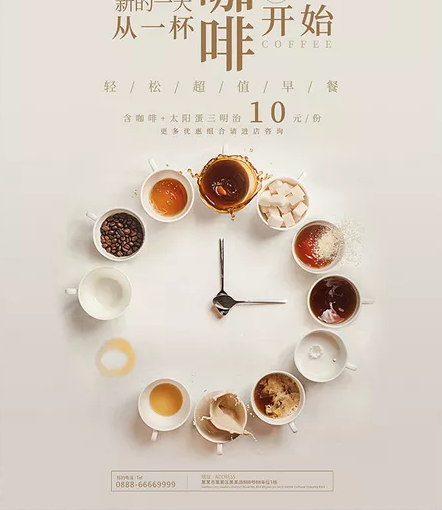 新的一天
从一杯
咖啡
开始
COFFEE
轻/松/超/值/早/餐
含咖啡+太阳蛋三明治10元/份
更多优惠组合请进店咨询
0888-66669999